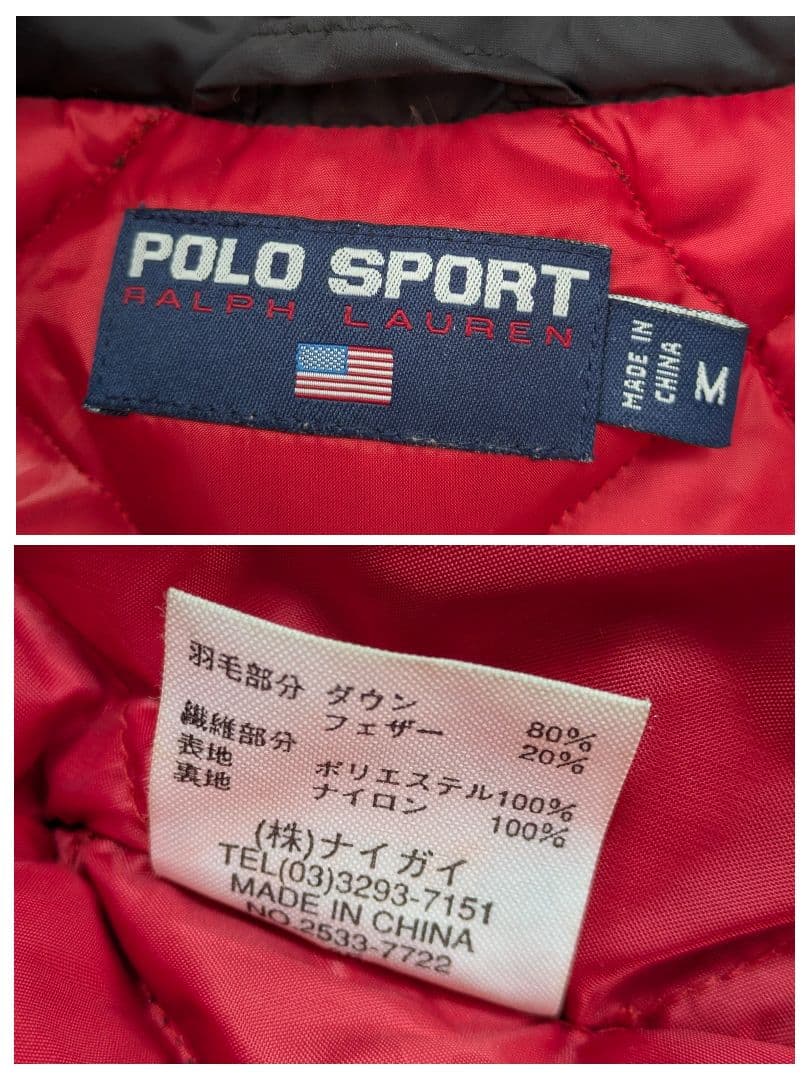 POLO SPORT
RALPH LAUREN
MADE IN
CHINA
M
羽毛部分 ダウン 80%
フェザー 20%
繊維部分
表地 ポリエステル100%
裏地 ナイロン 100%
(株)ナイガイ
TEL(03)3293-7151
MADE IN CHINA
NO.2533-7722